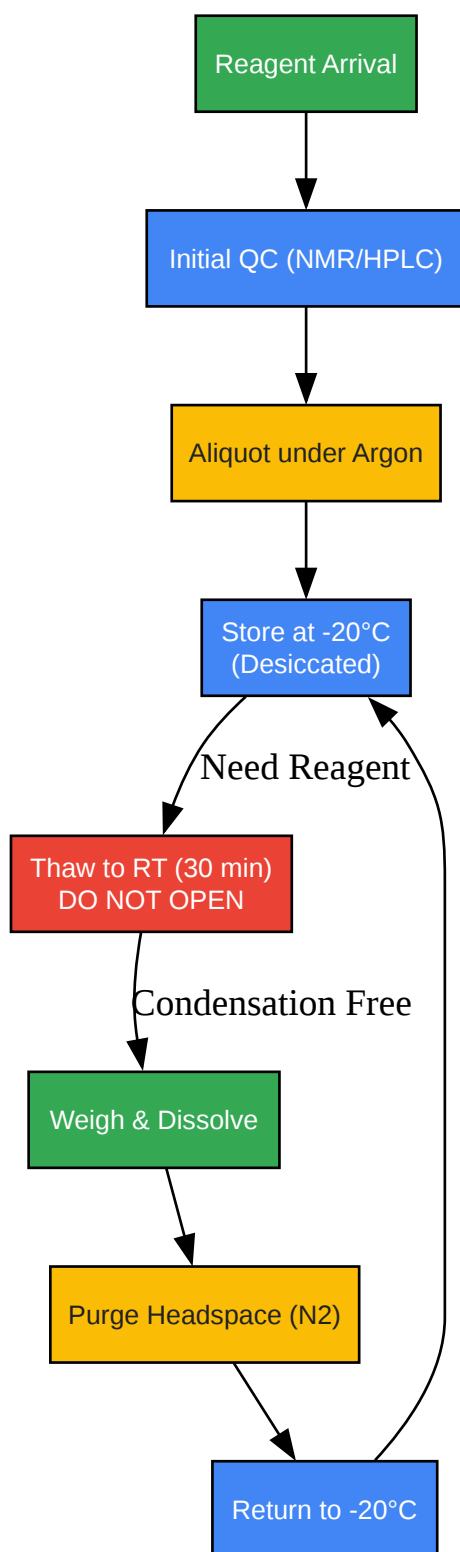 Reagent Arrival
Initial QC (NMR/HPLC)
Aliquot under Argon
Store at -20°C
(Desiccated)
Need Reagent
Thaw to RT (30 min)
DO NOT OPEN
Condensation Free
Weigh & Dissolve
Purge Headspace (N2)
Return to -20°C